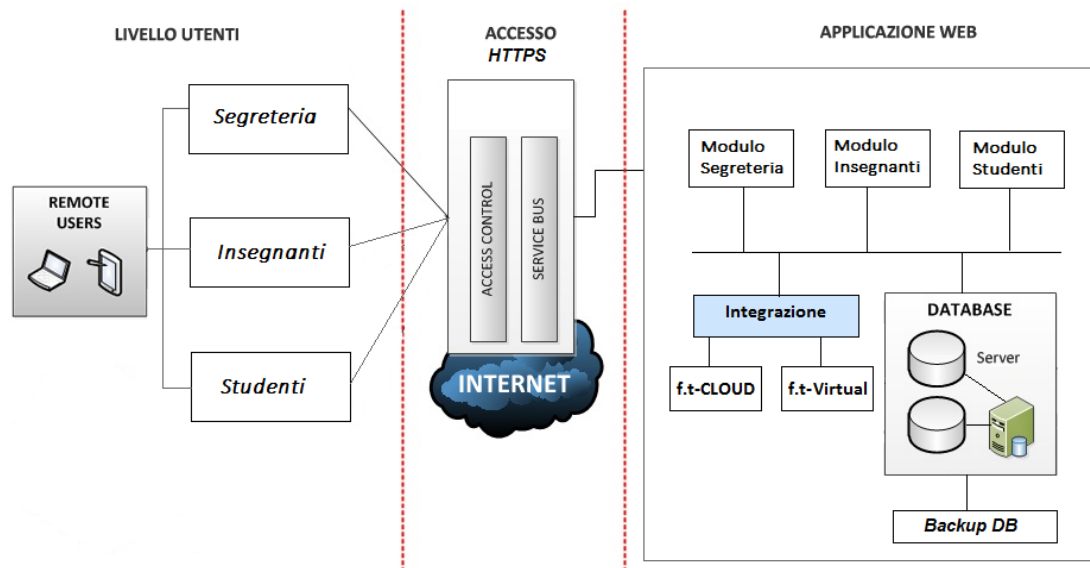 LIVELLO UTENTI
ACCESSO
HTTPS
APPLICAZIONE WEB
REMOTE
USERS
Segreteria
Insegnanti
Studenti
ACCESS CONTROL
SERVICE BUS
INTERNET
Modulo
Segreteria
Modulo
Insegnanti
Modulo
Studenti
Integrazione
f.t-CLOUD
f.t-Virtual
DATABASE
Server
Backup DB